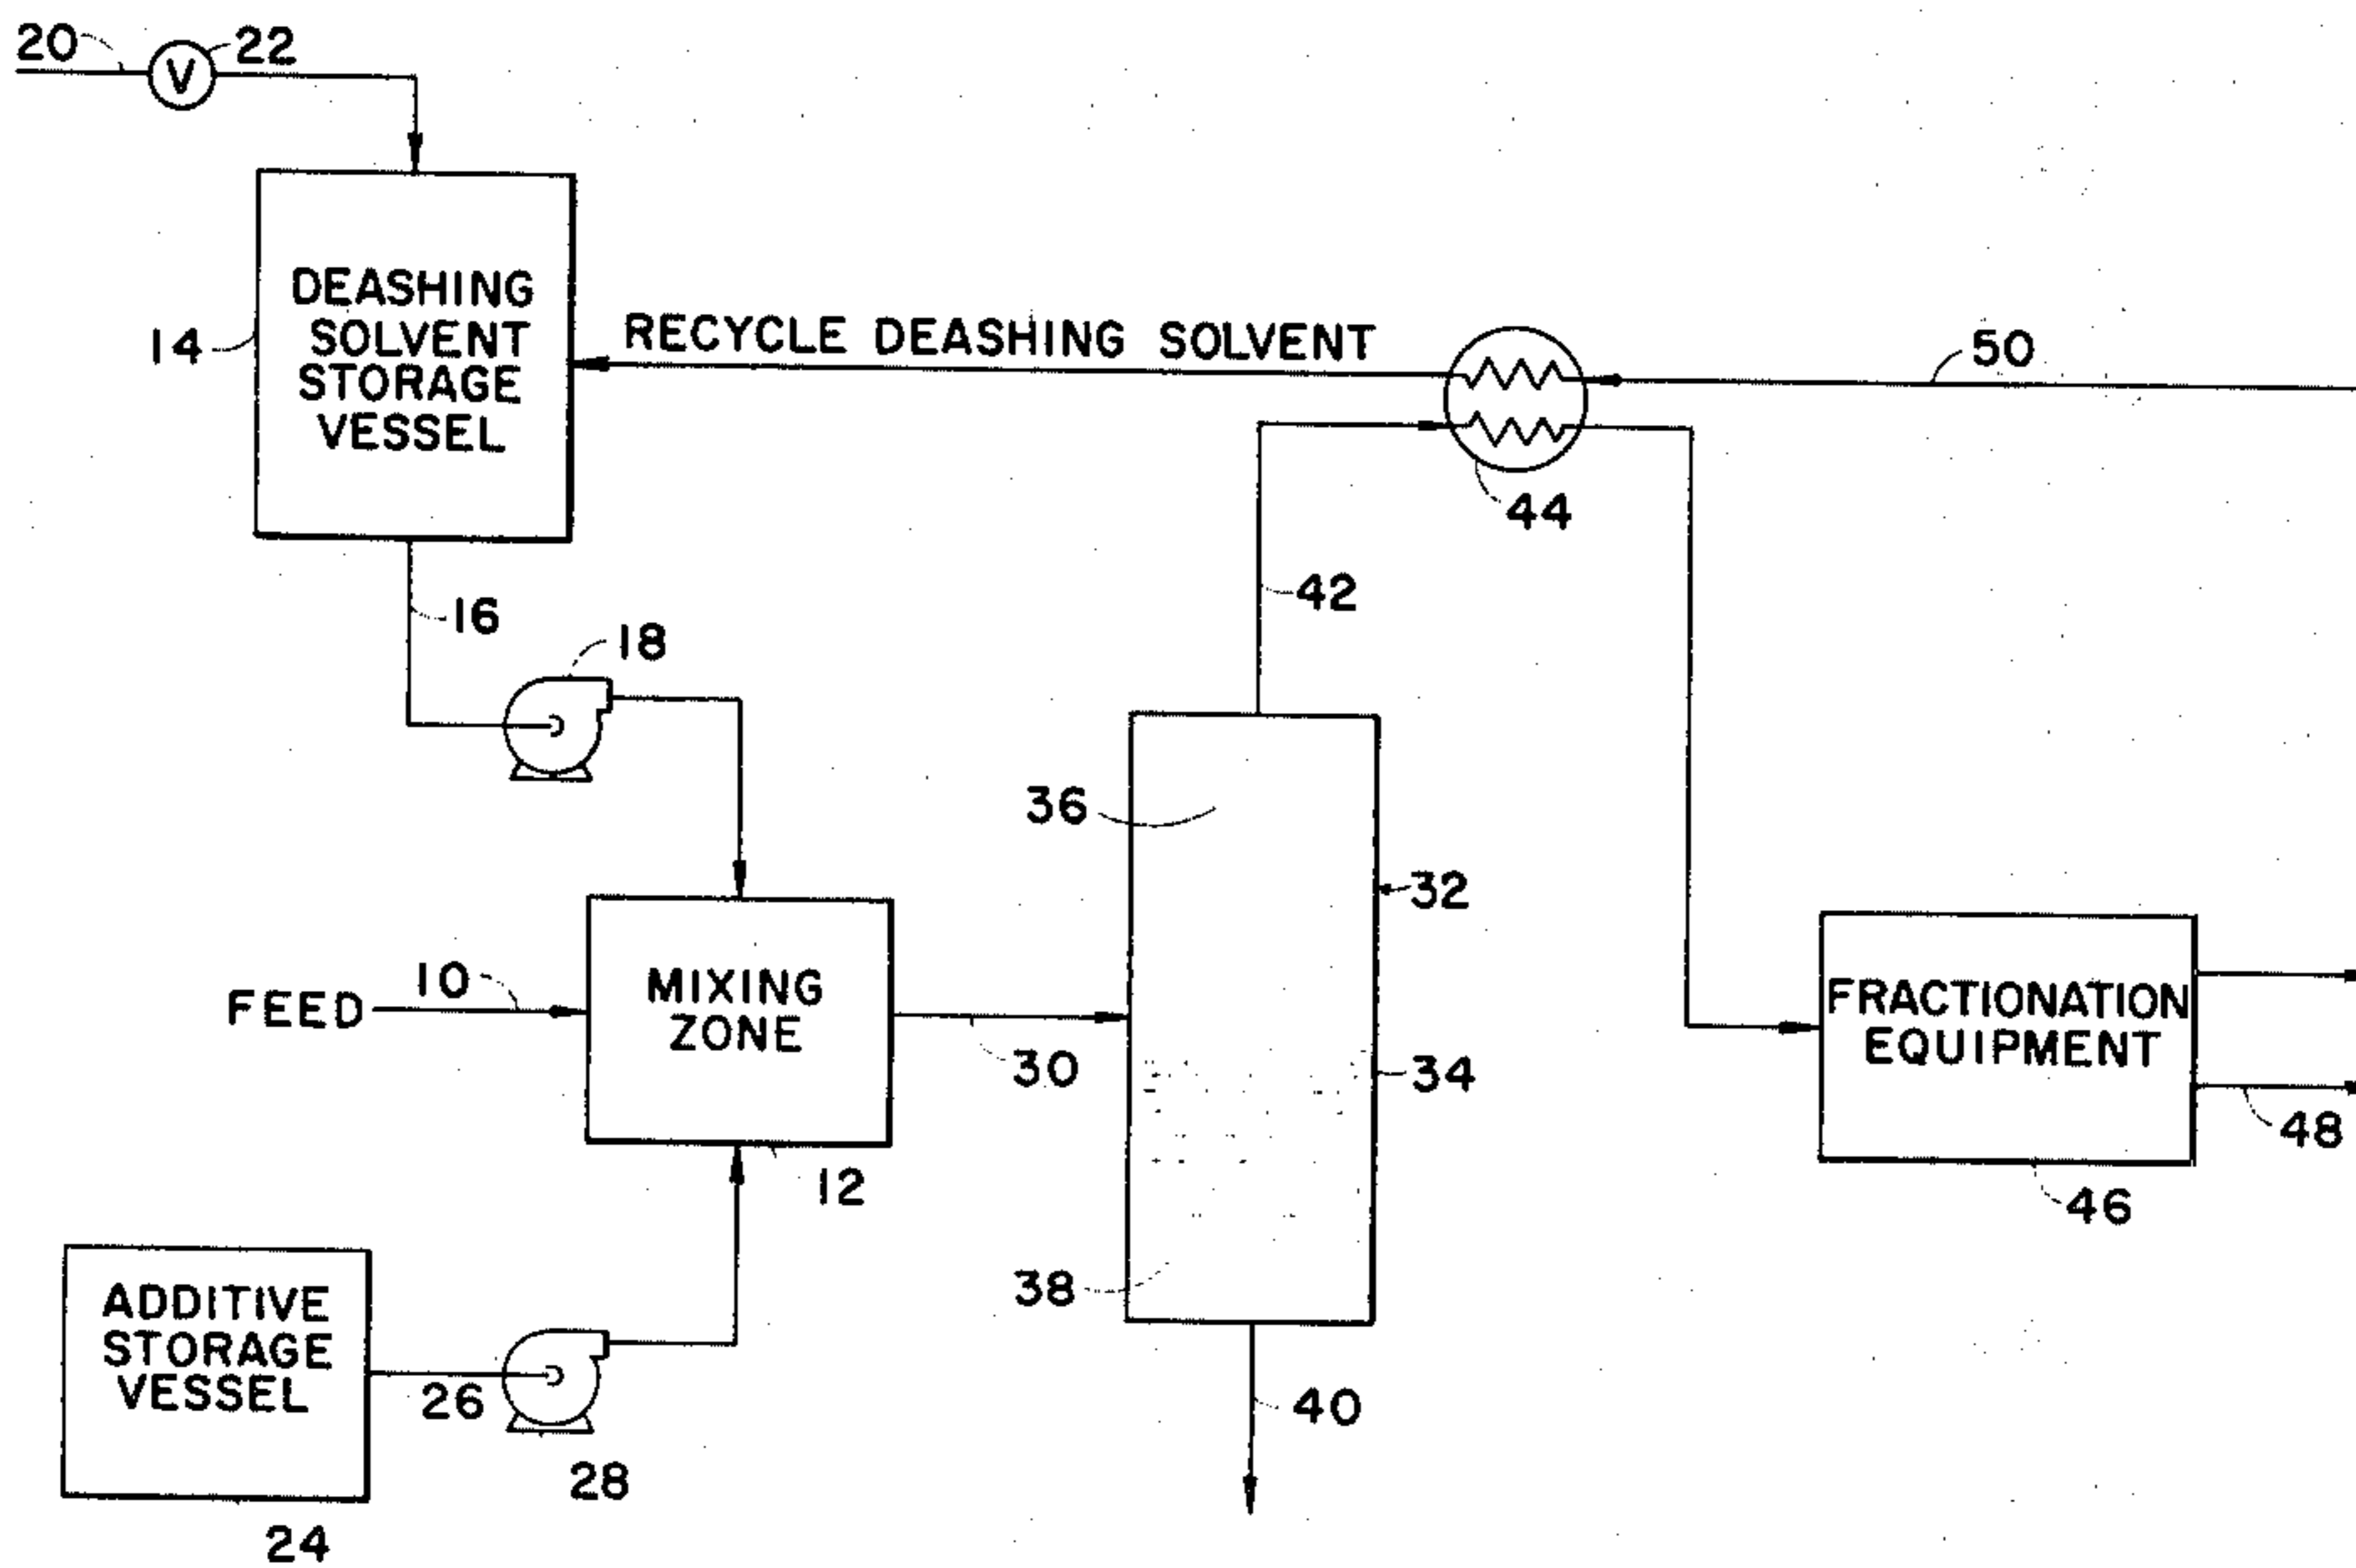 20
22
V
DEASHING
SOLVENT
STORAGE
VESSEL
14
RECYCLE DEASHING SOLVENT
50
44
16
42
18
36
32
FEED
10
MIXING
ZONE
30
34
FRACTIONATION
EQUIPMENT
48
12
46
38
ADDITIVE
STORAGE
VESSEL
26
40
28
24